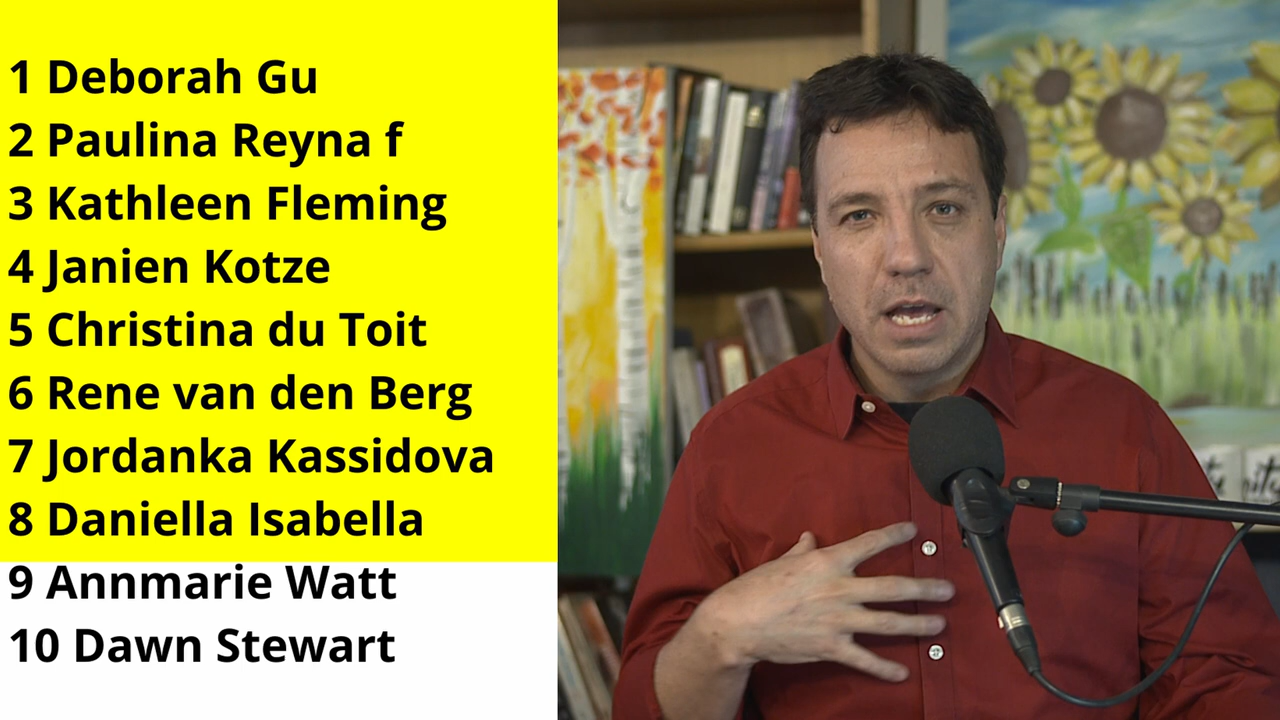 1 Deborah Gu
2 Paulina Reyna f
3 Kathleen Fleming
4 Janien Kotze
5 Christina du Toit
6 Rene van den Berg
7 Jordanka Kassidova
8 Daniella Isabella
9 Annmarie Watt
10 Dawn Stewart